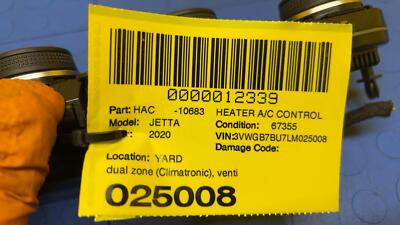 0000012339
Part: HAC -10683 HEATER A/C CONTROL
Model: JETTA Condition: 67355
2020 VIN:3VWGB7BU7LM025008
Damage Code:
Location: YARD
dual zone (Climatronic), venti
025008